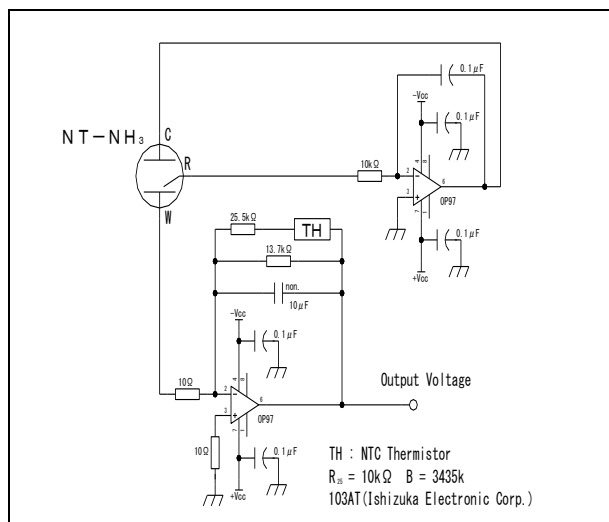 0.1μF
-Vcc
0.1μF
NT-NH₃
C
R
W
10kΩ
2
3
4
8
6
7
1
OP97
0.1μF
+Vcc
25.5kΩ
TH
13.7kΩ
non.
10μF
-Vcc
0.1μF
10Ω
2
3
4
8
6
7
1
OP97
10Ω
0.1μF
+Vcc
Output Voltage
TH : NTC Thermistor
R₂₅ = 10kΩ B = 3435k
103AT(Ishizuka Electronic Corp.)